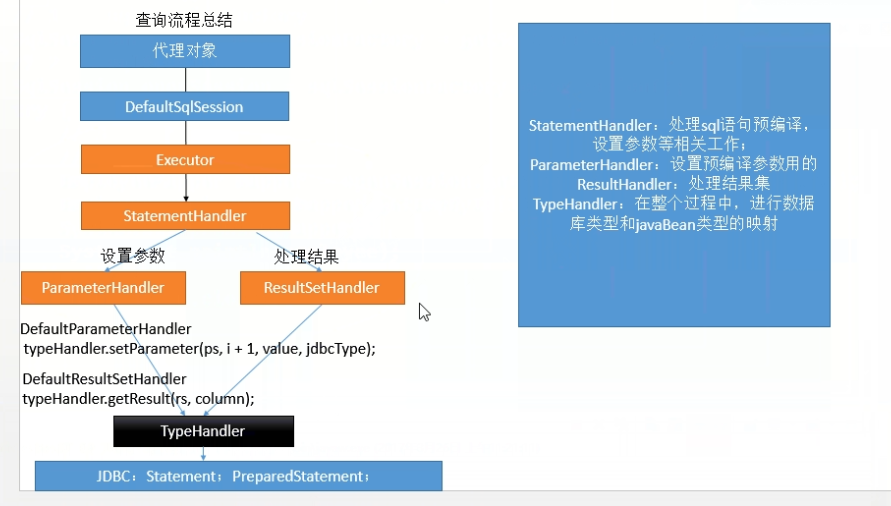 查询流程总结
代理对象
DefaultSqlSession
Executor
StatementHandler
设置参数
处理结果
ParameterHandler
ResultSetHandler
DefaultParameterHandler
typeHandler.setParameter(ps, i + 1, value, jdbcType);
DefaultResultSetHandler
typeHandler.getResult(rs, column);
TypeHandler
JDBC：Statement；PreparedStatement；
StatementHandler：处理sql语句预编译，
设置参数等相关工作；
ParameterHandler：设置预编译参数用的
ResultHandler：处理结果集
TypeHandler：在整个过程中，进行数据
库类型和javaBean类型的映射